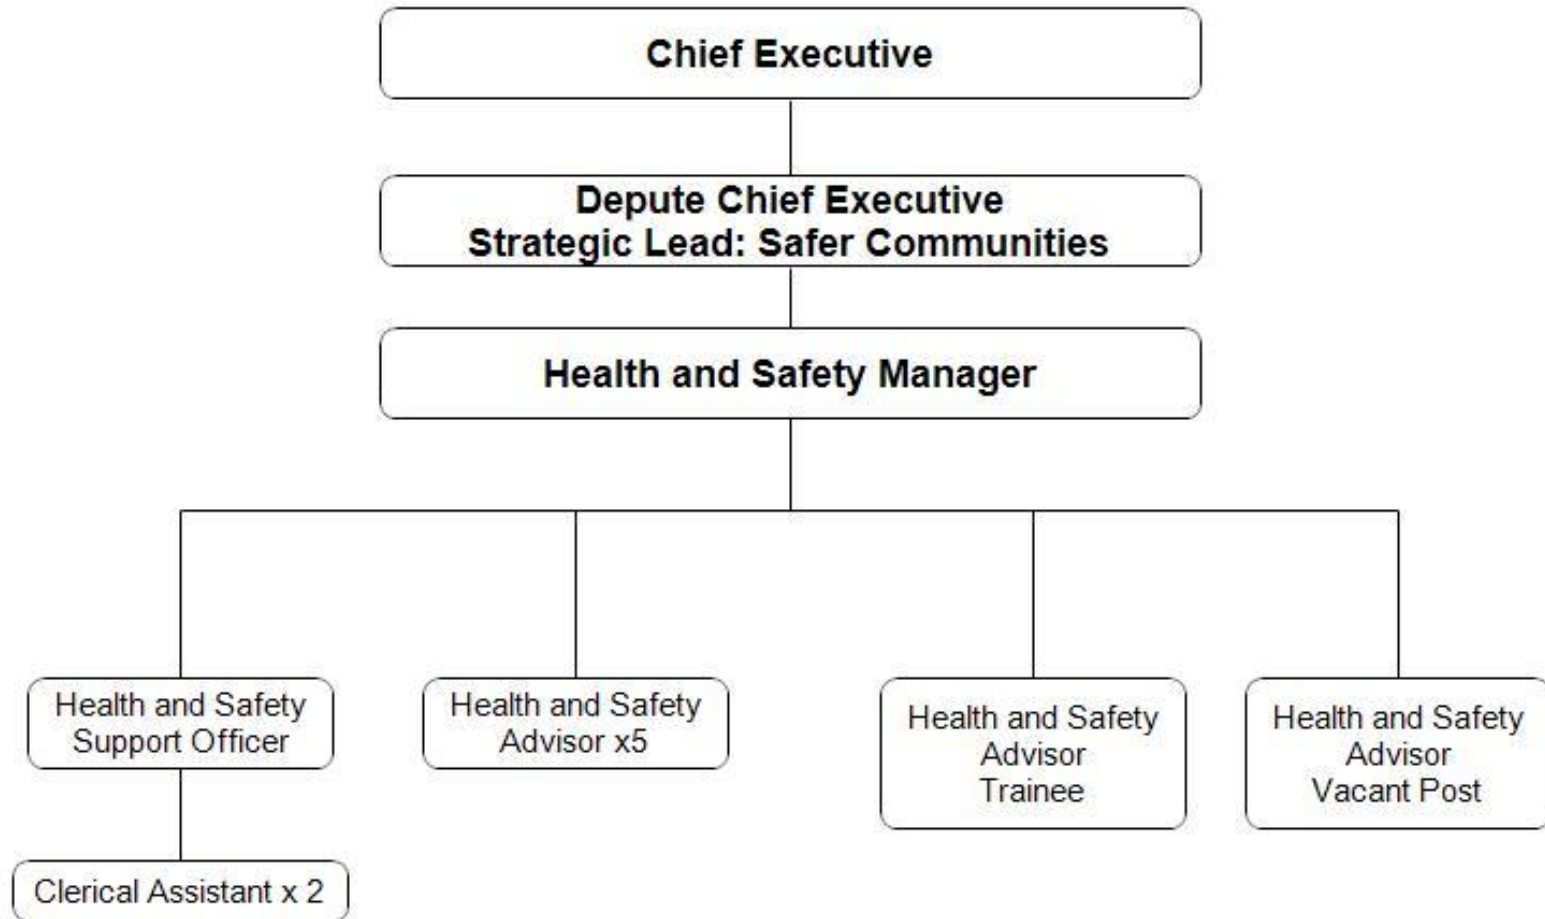 Chief Executive
Depute Chief Executive
Strategic Lead: Safer Communities
Health and Safety Manager
Health and Safety
Support Officer
Health and Safety
Advisor x5
Health and Safety
Advisor
Trainee
Health and Safety
Advisor
Vacant Post
Clerical Assistant x 2